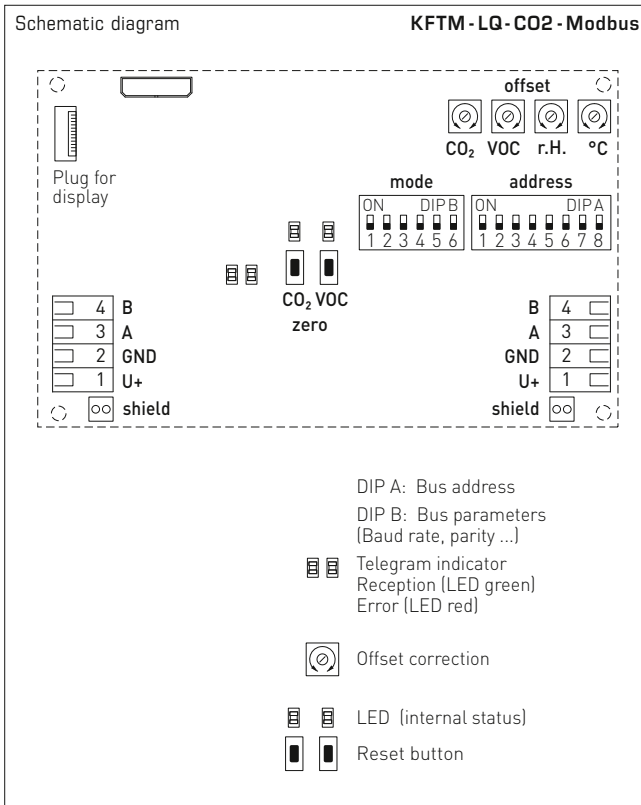 Schematic diagram KFTM-LQ-CO2-Modbus
offset
CO₂ VOC r.H. °C
Plug for
display
mode address
ON DIP B ON DIP A
1 2 3 4 5 6 1 2 3 4 5 6 7 8
CO₂ VOC
zero
4 B B 4
3 A A 3
2 GND GND 2
1 U+ U+ 1
shield shield
DIP A: Bus address
DIP B: Bus parameters
(Baud rate, parity ...)
Telegram indicator
Reception (LED green)
Error (LED red)
Offset correction
LED (internal status)
Reset button